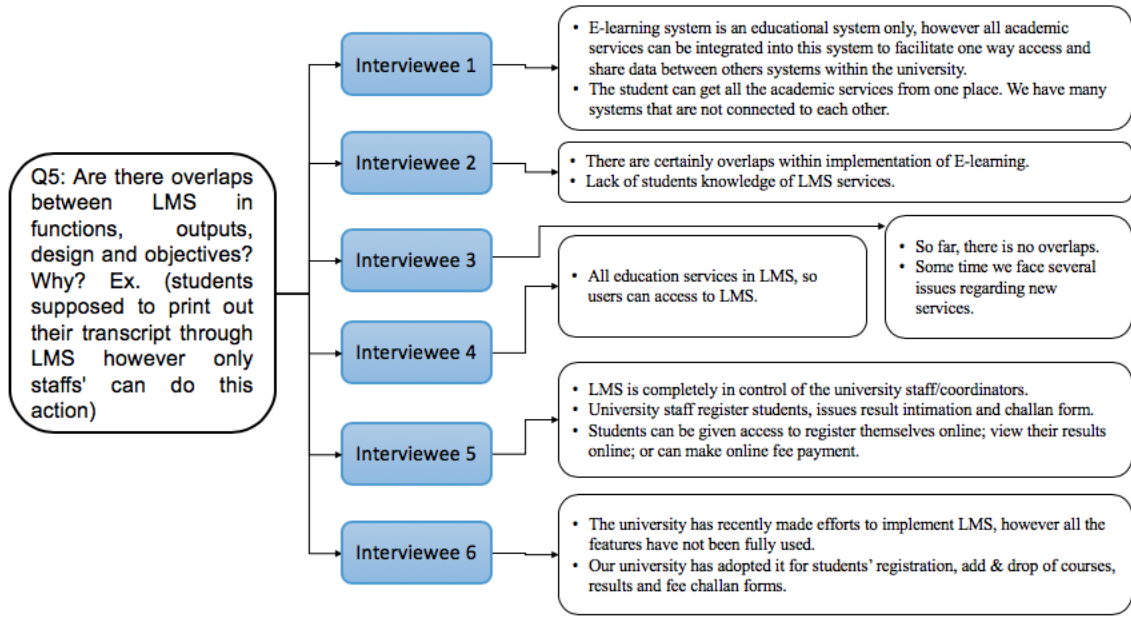 Q5: Are there overlaps
between LMS in
functions, outputs,
design and objectives?
Why? Ex. (students
supposed to print out
their transcript through
LMS however only
staffs' can do this
action)
Interviewee 1
• E-learning system is an educational system only, however all academic
services can be integrated into this system to facilitate one way access and
share data between others systems within the university.
• The student can get all the academic services from one place. We have many
systems that are not connected to each other.
Interviewee 2
• There are certainly overlaps within implementation of E-learning.
• Lack of students knowledge of LMS services.
Interviewee 3
• So far, there is no overlaps.
• Some time we face several
issues regarding new
services.
Interviewee 4
• All education services in LMS, so
users can access to LMS.
Interviewee 5
• LMS is completely in control of the university staff/coordinators.
• University staff register students, issues result intimation and challan form.
• Students can be given access to register themselves online; view their results
online; or can make online fee payment.
Interviewee 6
• The university has recently made efforts to implement LMS, however all the
features have not been fully used.
• Our university has adopted it for students’ registration, add & drop of courses,
results and fee challan forms.